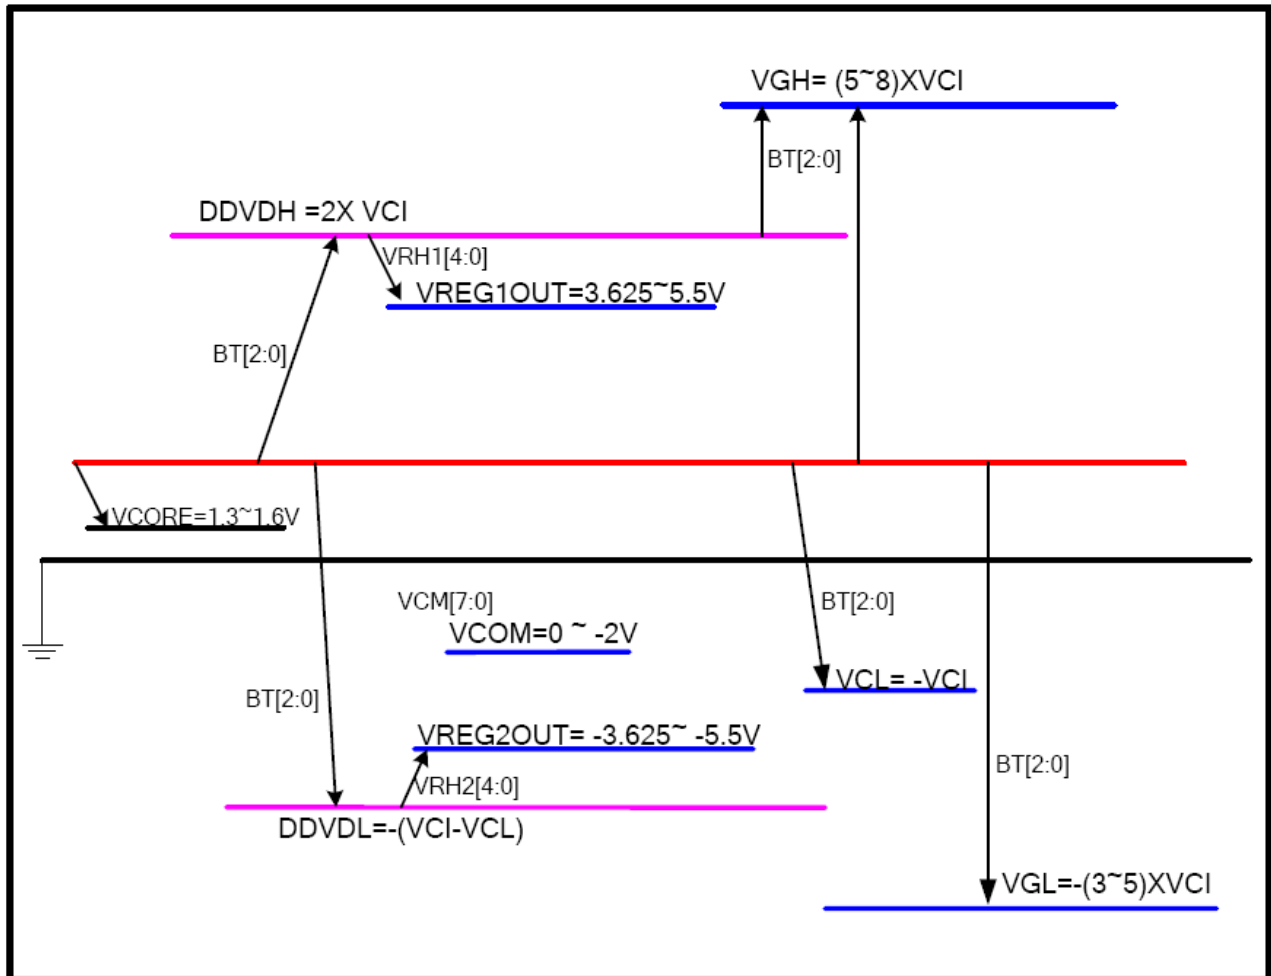 VGH= (5~8)XVCI
BT[2:0]
DDVDH =2X VCI
VRH1[4:0]
VREG1OUT=3.625~5.5V
BT[2:0]
VCORE=1.3~1.6V
VCM[7:0]
BT[2:0]
VCOM=0 ~ -2V
VCL= -VCI
BT[2:0]
VREG2OUT= -3.625~ -5.5V
BT[2:0]
VRH2[4:0]
DDVDL=-(VCI-VCL)
VGL=-(3~5)XVCI